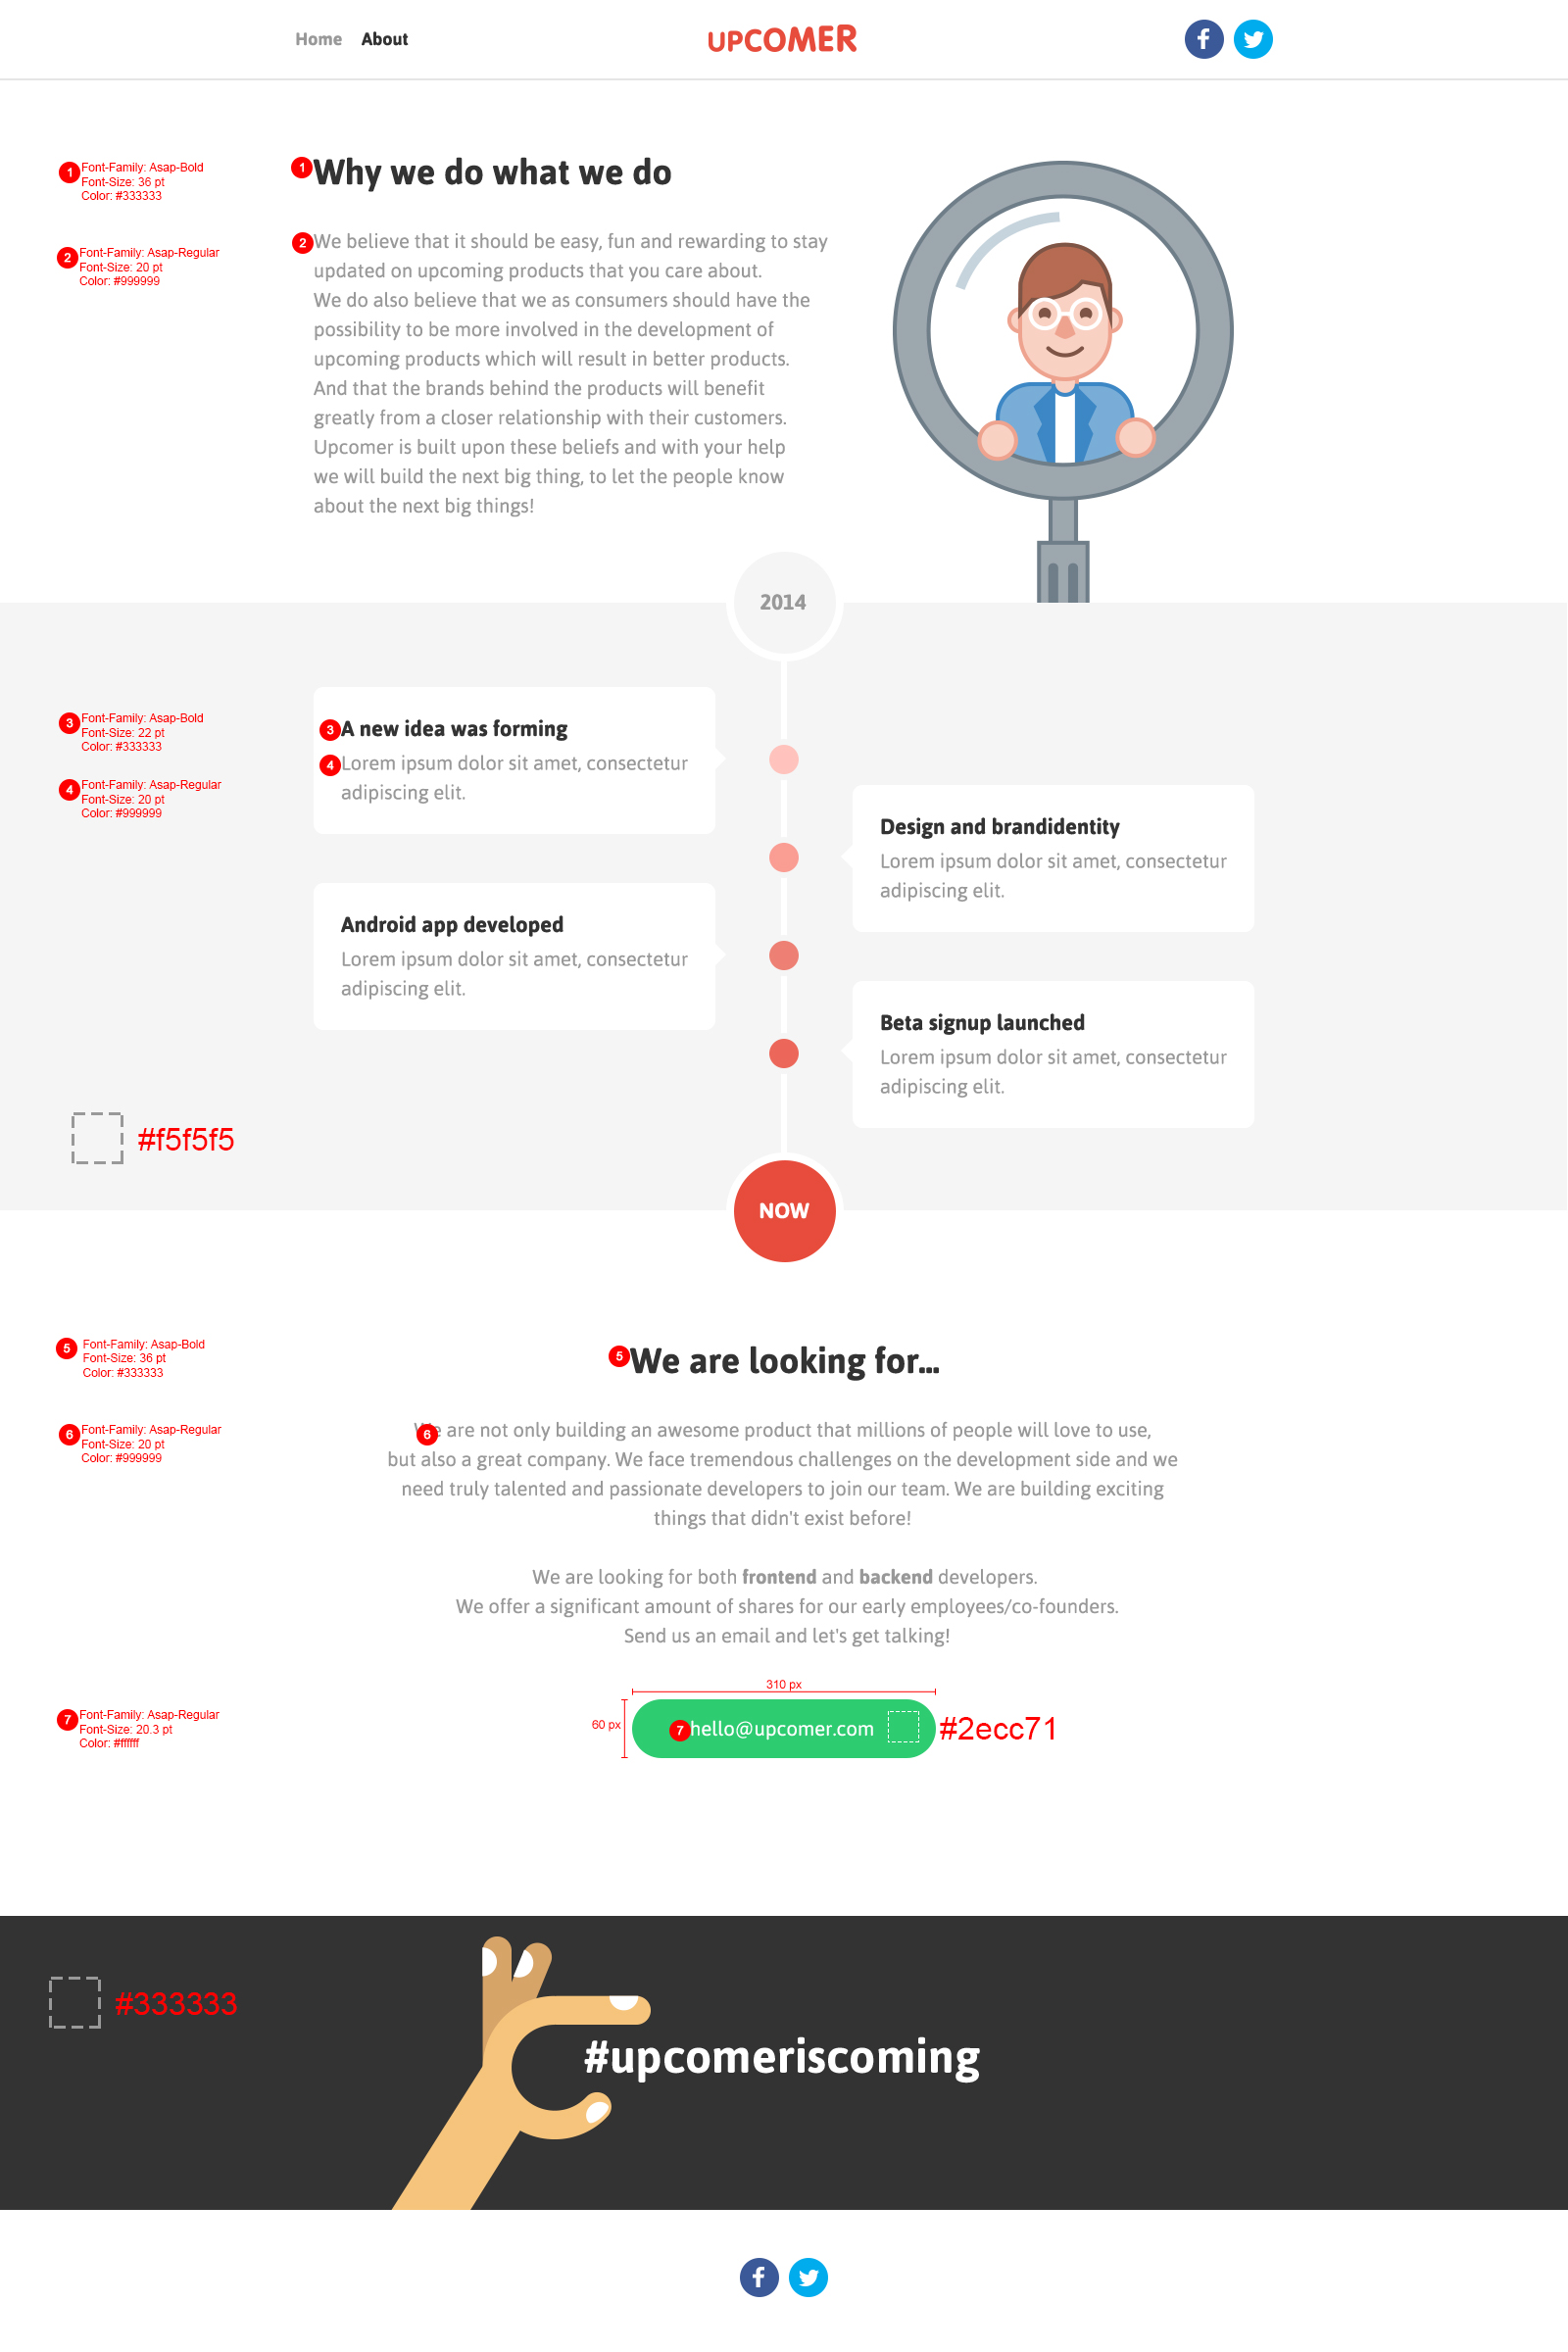 Home About UPCOMER
1 Font-Family: Asap-Bold
Font-Size: 36 pt
Color: #333333
1 Why we do what we do
2 Font-Family: Asap-Regular
Font-Size: 20 pt
Color: #999999
2 We believe that it should be easy, fun and rewarding to stay
updated on upcoming products that you care about.
We do also believe that we as consumers should have the
possibility to be more involved in the development of
upcoming products which will result in better products.
And that the brands behind the products will benefit
greatly from a closer relationship with their customers.
Upcomer is built upon these beliefs and with your help
we will build the next big thing, to let the people know
about the next big things!
2014
3 Font-Family: Asap-Bold
Font-Size: 22 pt
Color: #333333
3 A new idea was forming
4 Font-Family: Asap-Regular
Font-Size: 20 pt
Color: #999999
4 Lorem ipsum dolor sit amet, consectetur
adipiscing elit.
Design and brandidentity
Lorem ipsum dolor sit amet, consectetur
adipiscing elit.
Android app developed
Lorem ipsum dolor sit amet, consectetur
adipiscing elit.
Beta signup launched
Lorem ipsum dolor sit amet, consectetur
adipiscing elit.
#f5f5f5
NOW
5 Font-Family: Asap-Bold
Font-Size: 36 pt
Color: #333333
5 We are looking for...
6 Font-Family: Asap-Regular
Font-Size: 20 pt
Color: #999999
6 We are not only building an awesome product that millions of people will love to use,
but also a great company. We face tremendous challenges on the development side and we
need truly talented and passionate developers to join our team. We are building exciting
things that didn't exist before!
We are looking for both frontend and backend developers.
We offer a significant amount of shares for our early employees/co-founders.
Send us an email and let's get talking!
7 Font-Family: Asap-Regular
Font-Size: 20.3 pt
Color: #ffffff
310 px
60 px
7 hello@upcomer.com
#2ecc71
#333333
#upcomeriscoming